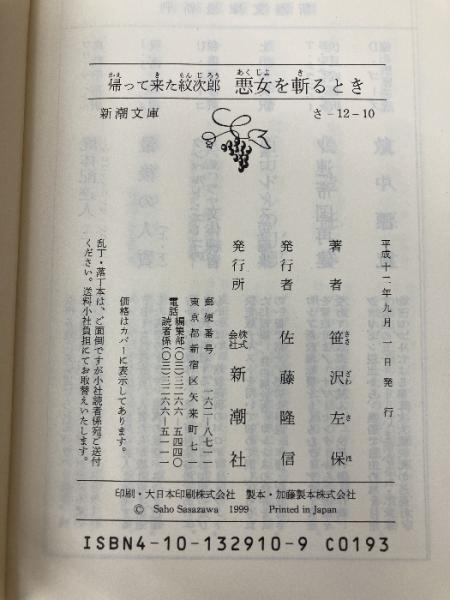 帰って来た紋次郎 悪女を斬るとき
新潮文庫 さ-12-10
平成十二年九月一日発行
著者 笹沢左保
発行者 佐藤隆信
発行所 株式会社 新潮社
郵便番号 一六二-八七一一
東京都新宿区矢来町七一
電話 編集部(〇三)三二六六-五四四〇
読者係(〇三)三二六六-五一一一
価格はカバーに表示してあります。
乱丁・落丁本は、ご面倒ですが小社読者係宛ご送付
ください。送料小社負担にてお取替えいたします。
印刷・大日本印刷株式会社 製本・加藤製本株式会社
© Saho Sasazawa 1999 Printed in Japan
ISBN4-10-132910-9 C0193